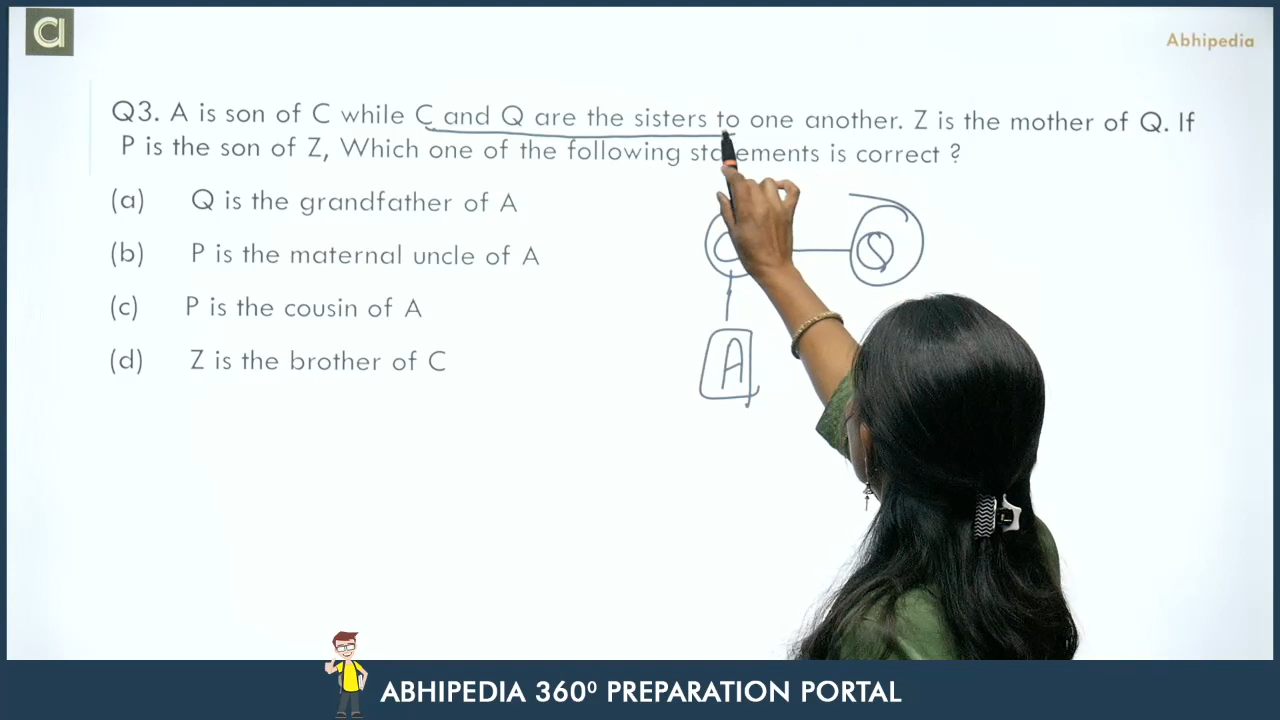 a
Abhipedia
Q3. A is son of C while C and Q are the sisters to one another. Z is the mother of Q. If
P is the son of Z, Which one of the following statements is correct ?
(a) Q is the grandfather of A
(b) P is the maternal uncle of A
(c) P is the cousin of A
(d) Z is the brother of C
Q
A
ABHIPEDIA 360⁰ PREPARATION PORTAL